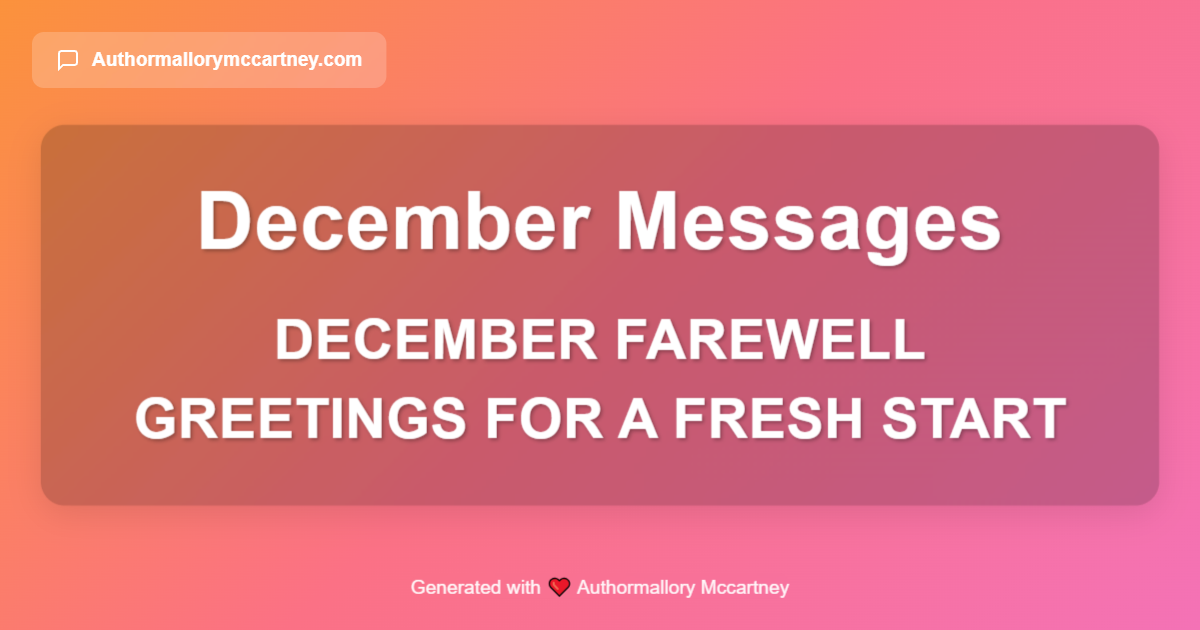 Authormallorymccartney.com
December Messages
DECEMBER FAREWELL
GREETINGS FOR A FRESH START
Generated with ❤️ Authormallory Mccartney